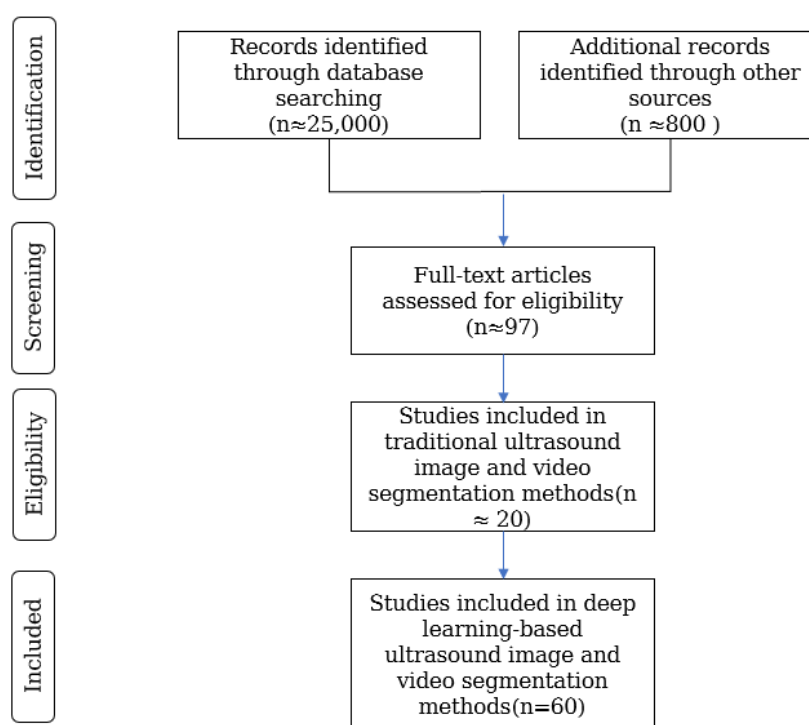 Identification
Records identified
through database
searching
(n≈25,000)
Additional records
identified through other
sources
(n ≈800 )
Screening
Full-text articles
assessed for eligibility
(n≈97)
Eligibility
Studies included in
traditional ultrasound
image and video
segmentation methods(n
≈ 20)
Included
Studies included in deep
learning-based
ultrasound image and
video segmentation
methods(n=60)